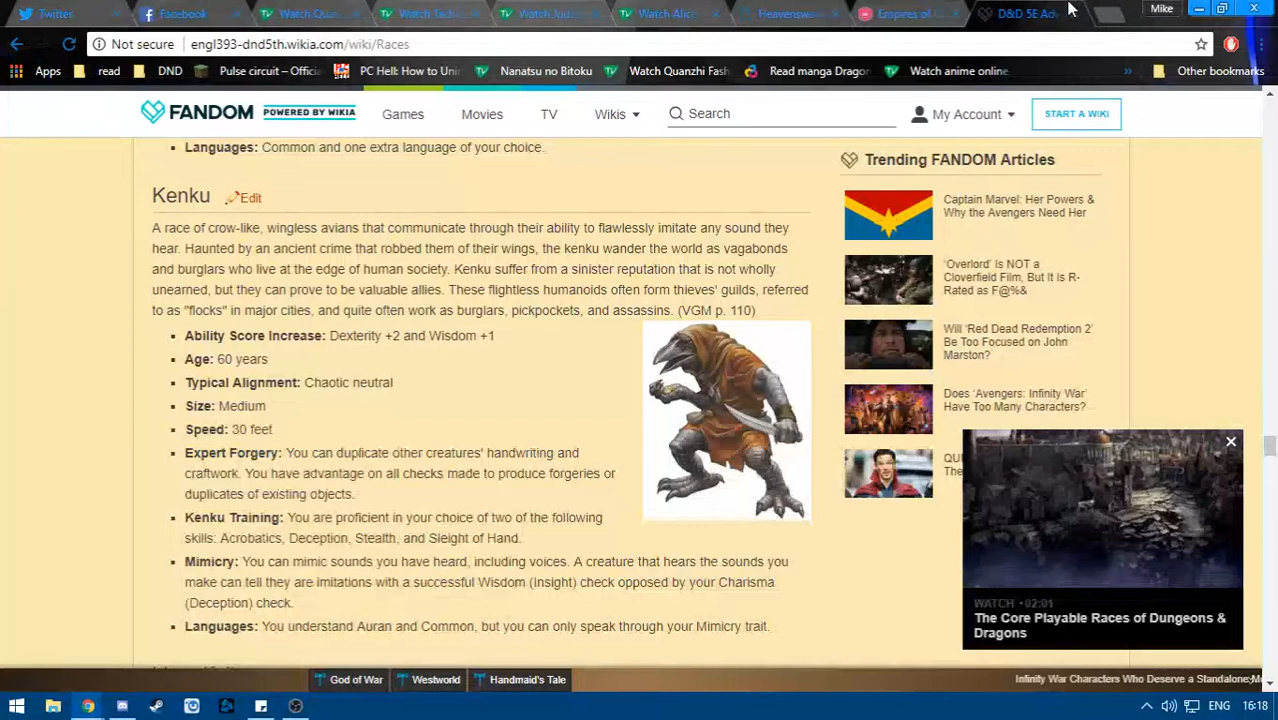 Twitter Facebook Watch Watch Watch Watch Alice Heavensw Empires of D&D 5E Adv Mike
Not secure engl393-dnd5th.wikia.com/wiki/Races
Apps read DND Pulse circuit – Offici PC Hell: How to Unin Nanatsu no Bitoku Watch Quanzhi Fash Read manga Dragon Watch anime online » Other bookmarks
FANDOM POWERED BY WIKIA Games Movies TV Wikis Search My Account START A WIKI
Languages: Common and one extra language of your choice.
Trending FANDOM Articles
Kenku Edit
Captain Marvel: Her Powers &
Why the Avengers Need Her
A race of crow-like, wingless avians that communicate through their ability to flawlessly imitate any sound they
hear. Haunted by an ancient crime that robbed them of their wings, the kenku wander the world as vagabonds
and burglars who live at the edge of human society. Kenku suffer from a sinister reputation that is not wholly
unearned, but they can prove to be valuable allies. These flightless humanoids often form thieves' guilds, referred
to as "flocks" in major cities, and quite often work as burglars, pickpockets, and assassins. (VGM p. 110)
'Overlord' Is NOT a
Cloverfield Film, But It is R-
Rated as F@%&
Ability Score Increase: Dexterity +2 and Wisdom +1
Age: 60 years
Typical Alignment: Chaotic neutral
Size: Medium
Speed: 30 feet
Expert Forgery: You can duplicate other creatures' handwriting and
craftwork. You have advantage on all checks made to produce forgeries or
duplicates of existing objects.
Kenku Training: You are proficient in your choice of two of the following
skills: Acrobatics, Deception, Stealth, and Sleight of Hand.
Mimicry: You can mimic sounds you have heard, including voices. A creature that hears the sounds you
make can tell they are imitations with a successful Wisdom (Insight) check opposed by your Charisma
(Deception) check.
Languages: You understand Auran and Common, but you can only speak through your Mimicry trait.
Will 'Red Dead Redemption 2'
Be Too Focused on John
Marston?
Does 'Avengers: Infinity War'
Have Too Many Characters?
QU
The
WATCH • 02:01
The Core Playable Races of Dungeons &
Dragons
God of War Westworld Handmaid's Tale Infinity War Characters Who Deserve a Standalone
ENG 16:18